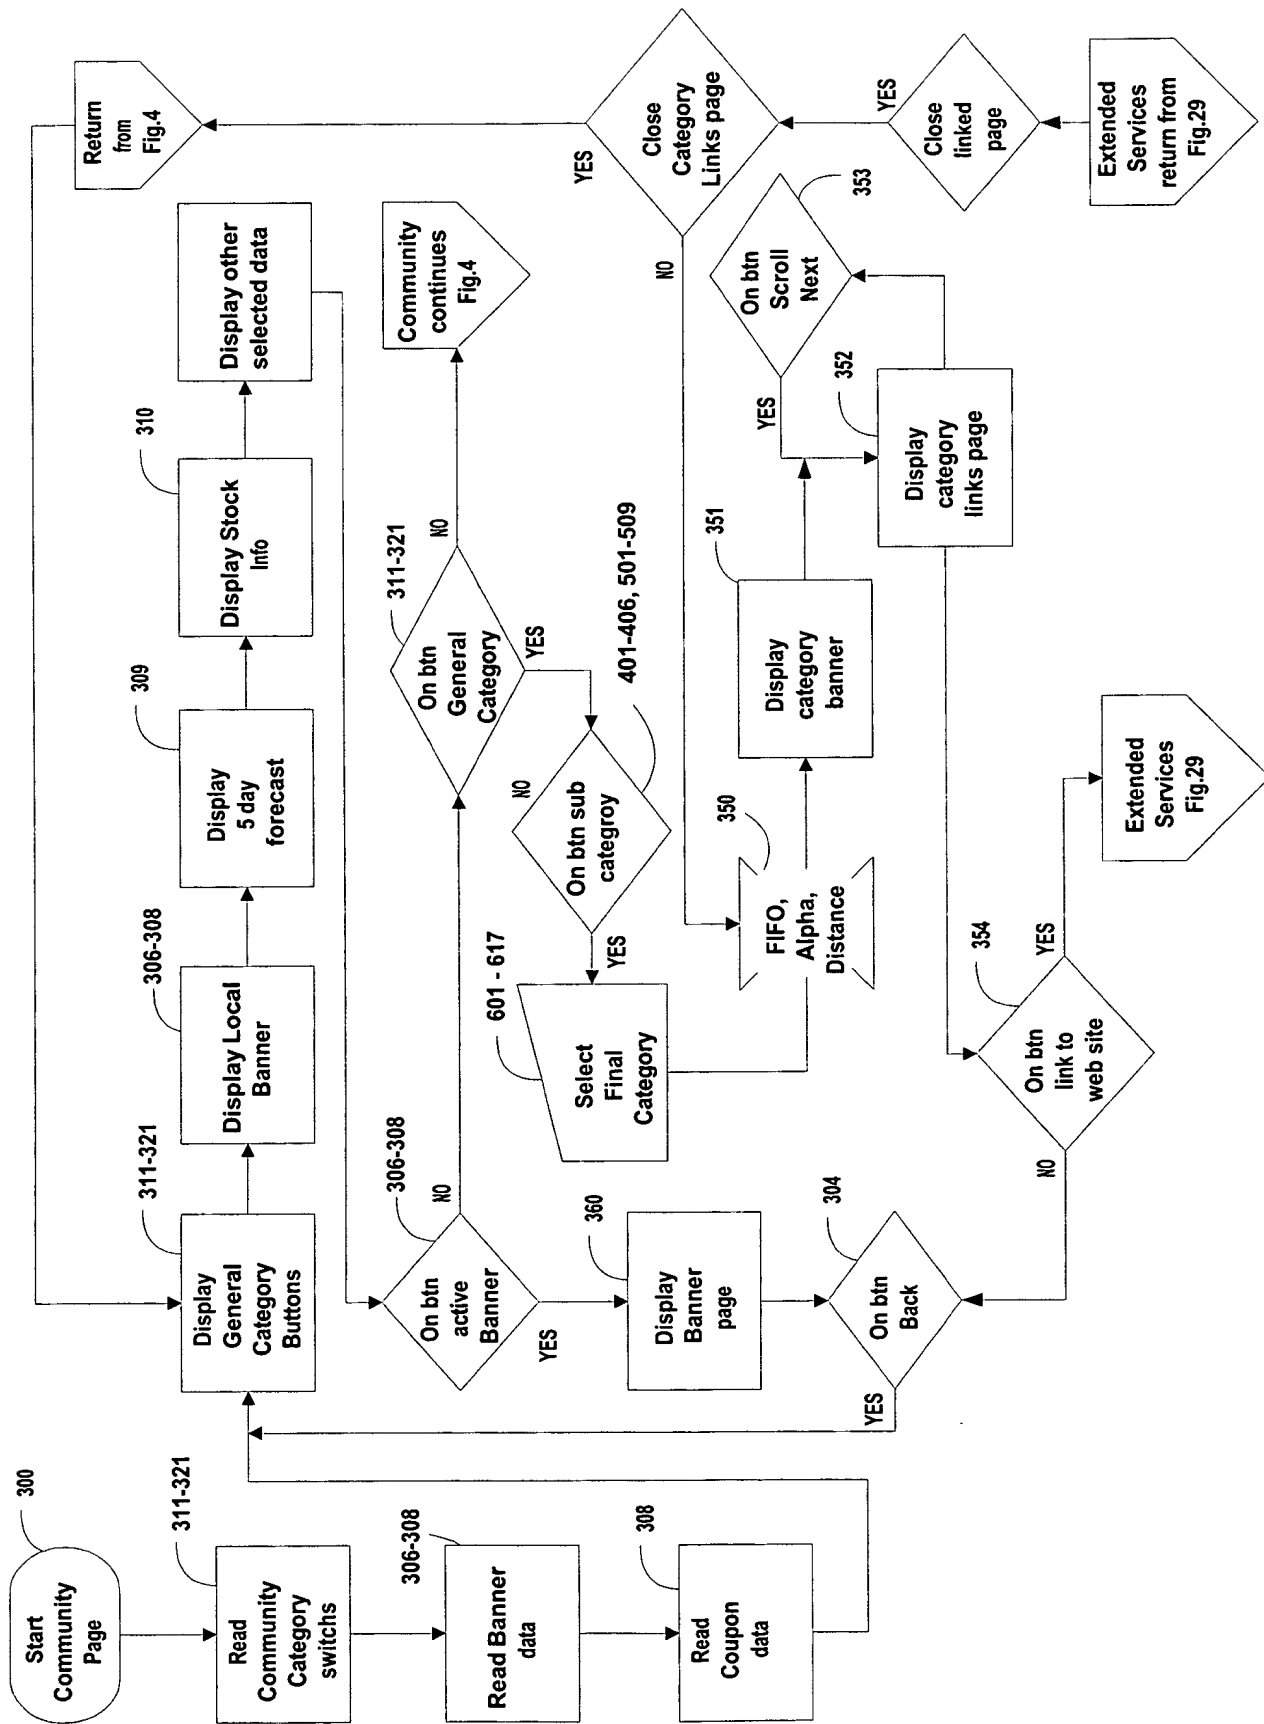 300
Start
Community
Page
311-321
Read
Community
Category
switchs
306-308
Read Banner
data
308
Read
Coupon
data
311-321
Display
General
Category
Buttons
306-308
Display Local
Banner
309
Display
5 day
forecast
310
Display Stock
Info
Display other
selected data
Return
from
Fig.4
306-308
On btn
active
Banner
NO
YES
311-321
On btn
General
Category
NO
YES
Community
continues
Fig.4
401-406, 501-509
On btn sub
categroy
NO
YES
601 - 617
Select
Final
Category
360
Display
Banner
page
304
On btn
Back
YES
350
FIFO,
Alpha,
Distance
351
Display
category
banner
352
Display
category
links page
353
On btn
Scroll
Next
YES
354
On btn
link to
web site
NO
YES
Extended
Services
Fig.29
Close
Category
Links page
YES
NO
Close
linked
page
YES
Extended
Services
return from
Fig.29